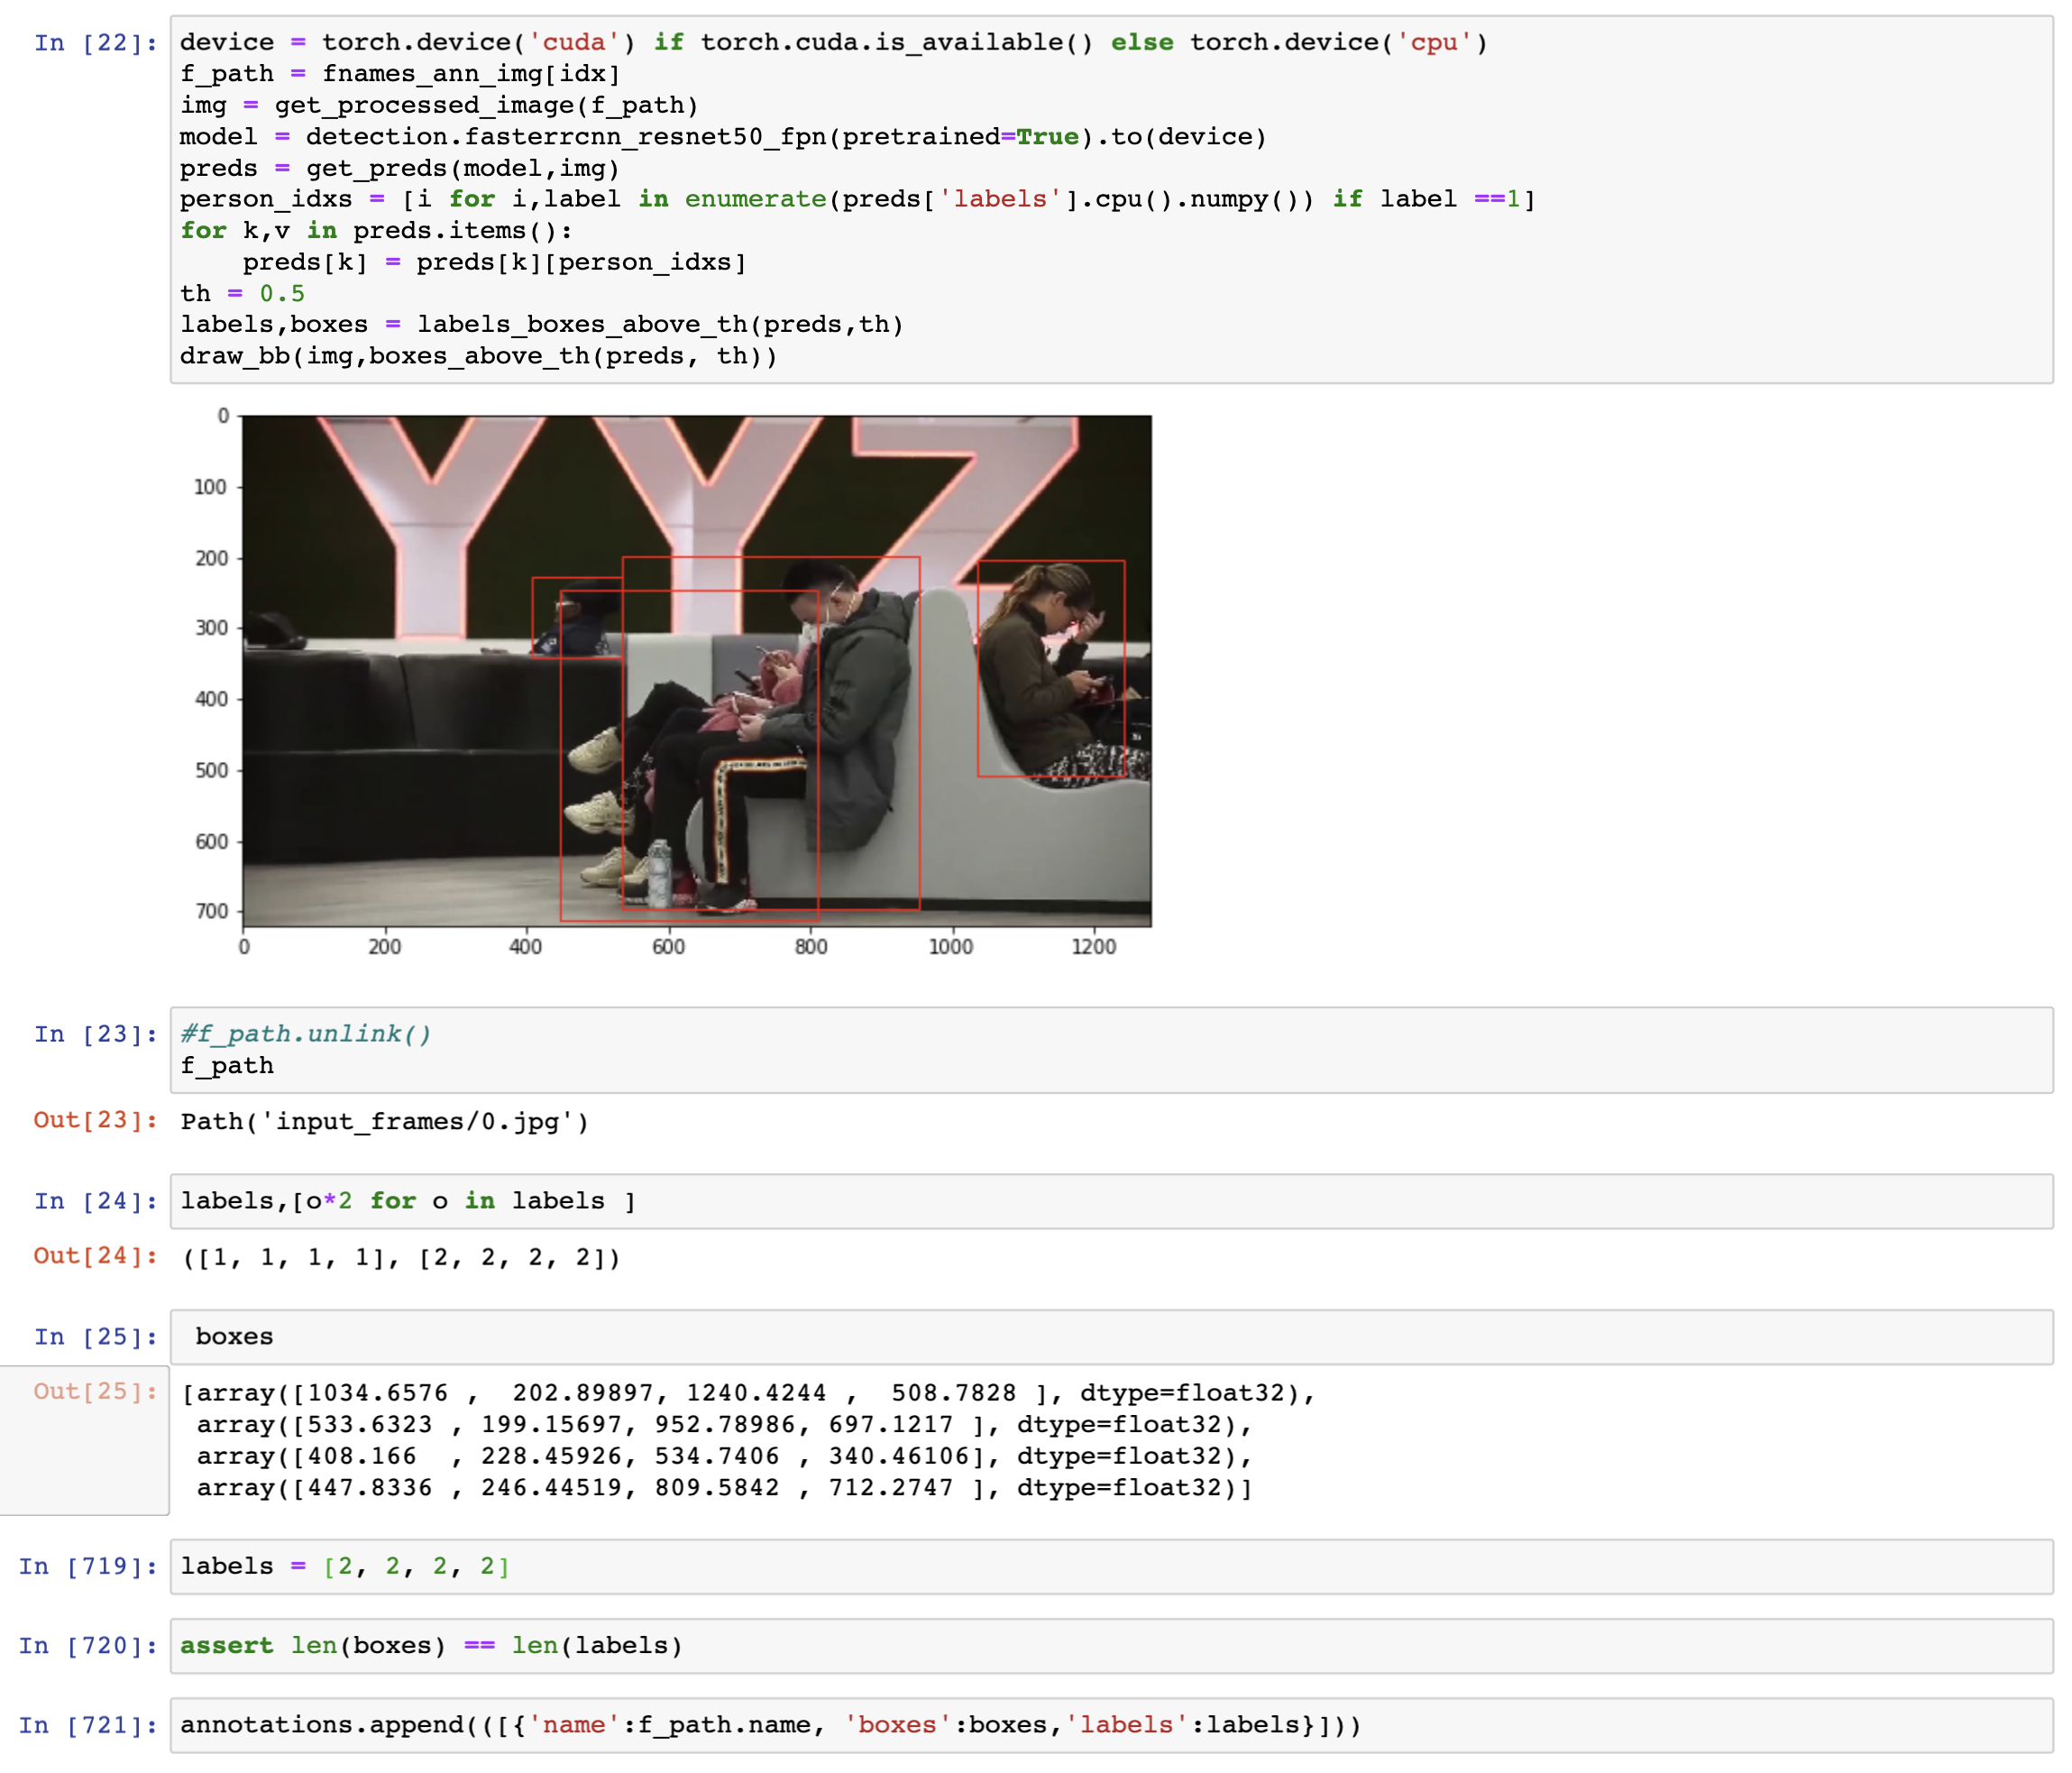 In [22]: device = torch.device('cuda') if torch.cuda.is_available() else torch.device('cpu')
f_path = fnames_ann_img[idx]
img = get_processed_image(f_path)
model = detection.fasterrcnn_resnet50_fpn(pretrained=True).to(device)
preds = get_preds(model,img)
person_idxs = [i for i,label in enumerate(preds['labels'].cpu().numpy()) if label ==1]
for k,v in preds.items():
    preds[k] = preds[k][person_idxs]
th = 0.5
labels,boxes = labels_boxes_above_th(preds,th)
draw_bb(img,boxes_above_th(preds, th))
YYZ
0
100
200
300
400
500
600
700
0 200 400 600 800 1000 1200
In [23]: #f_path.unlink()
f_path
Out[23]: Path('input_frames/0.jpg')
In [24]: labels,[o*2 for o in labels ]
Out[24]: ([1, 1, 1, 1], [2, 2, 2, 2])
In [25]: boxes
Out[25]: [array([1034.6576 ,  202.89897, 1240.4244 ,  508.7828 ], dtype=float32),
 array([533.6323 , 199.15697, 952.78986, 697.1217 ], dtype=float32),
 array([408.166  , 228.45926, 534.7406 , 340.46106], dtype=float32),
 array([447.8336 , 246.44519, 809.5842 , 712.2747 ], dtype=float32)]
In [719]: labels = [2, 2, 2, 2]
In [720]: assert len(boxes) == len(labels)
In [721]: annotations.append(([{'name':f_path.name, 'boxes':boxes,'labels':labels}]))